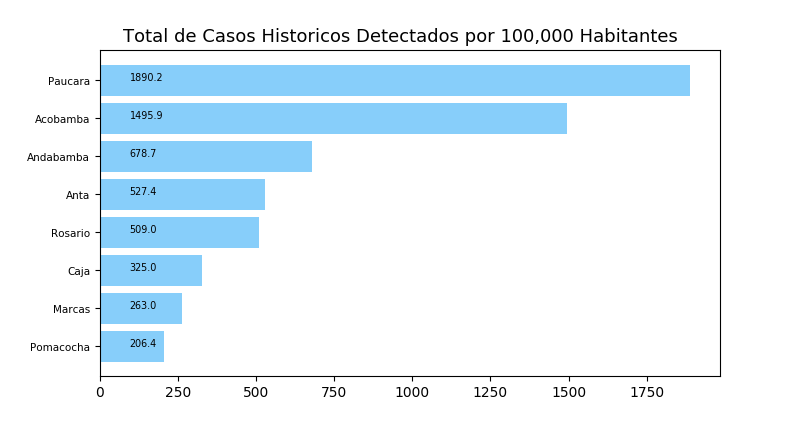 Total de Casos Historicos Detectados por 100,000 Habitantes
Paucara 1890.2
Acobamba 1495.9
Andabamba 678.7
Anta 527.4
Rosario 509.0
Caja 325.0
Marcas 263.0
Pomacocha 206.4
0 250 500 750 1000 1250 1500 1750